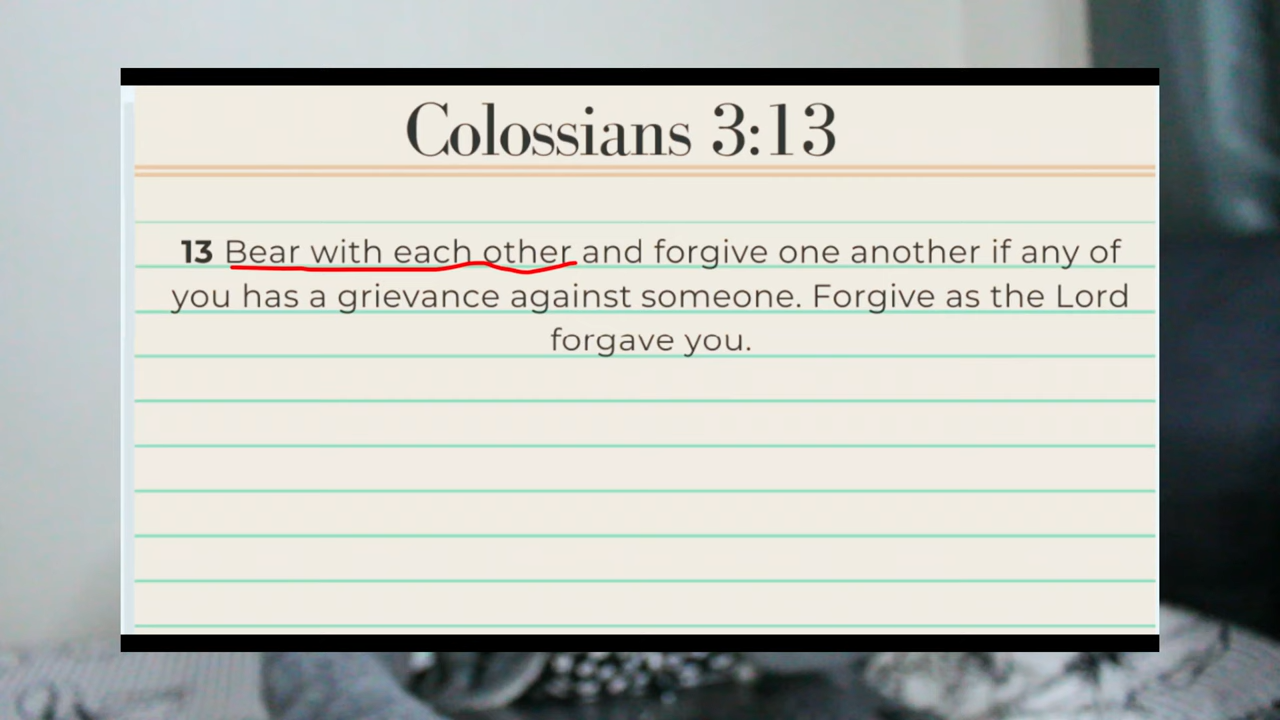 Colossians 3:13
13 Bear with each other and forgive one another if any of
you has a grievance against someone. Forgive as the Lord
forgave you.